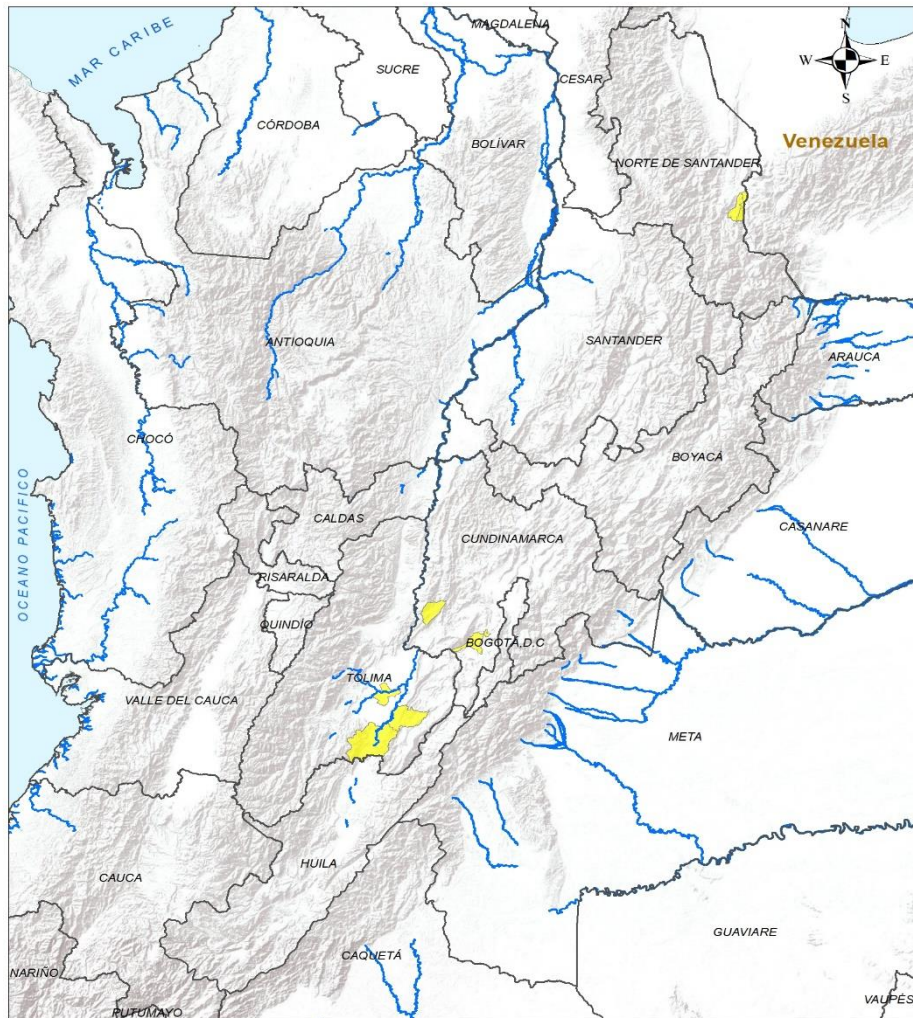 MAGDALENA
N
MAR CARIBE
W
E
SUCRE
CESAR
S
CÓRDOBA
BOLÍVAR
Venezuela
NORTE DE SANTANDER
ANTIOQUIA
SANTANDER
ARAUCA
CHOCÓ
BOYACÁ
OCEANO PACIFICO
CALDAS
CASANARE
CUNDINAMARCA
RISARALDA
QUINDÍO
BOGOTÁ,D.C
TOLIMA
VALLE DEL CAUCA
META
HUILA
CAUCA
GUAVIARE
CAQUETÁ
NARIÑO
VAUPÉS
PUTUMAYO